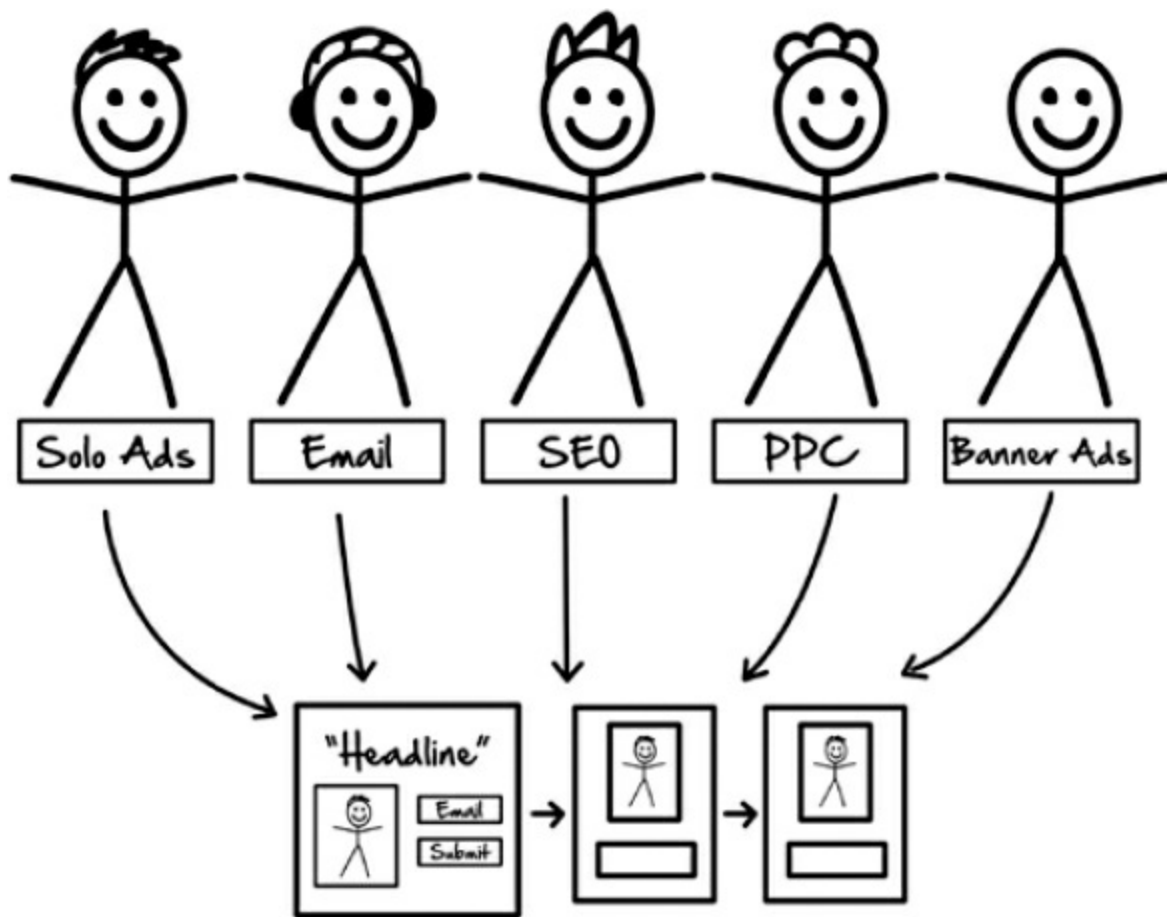 Solo Ads
Email
SEO
PPC
Banner Ads
"Headline"
Email
Submit